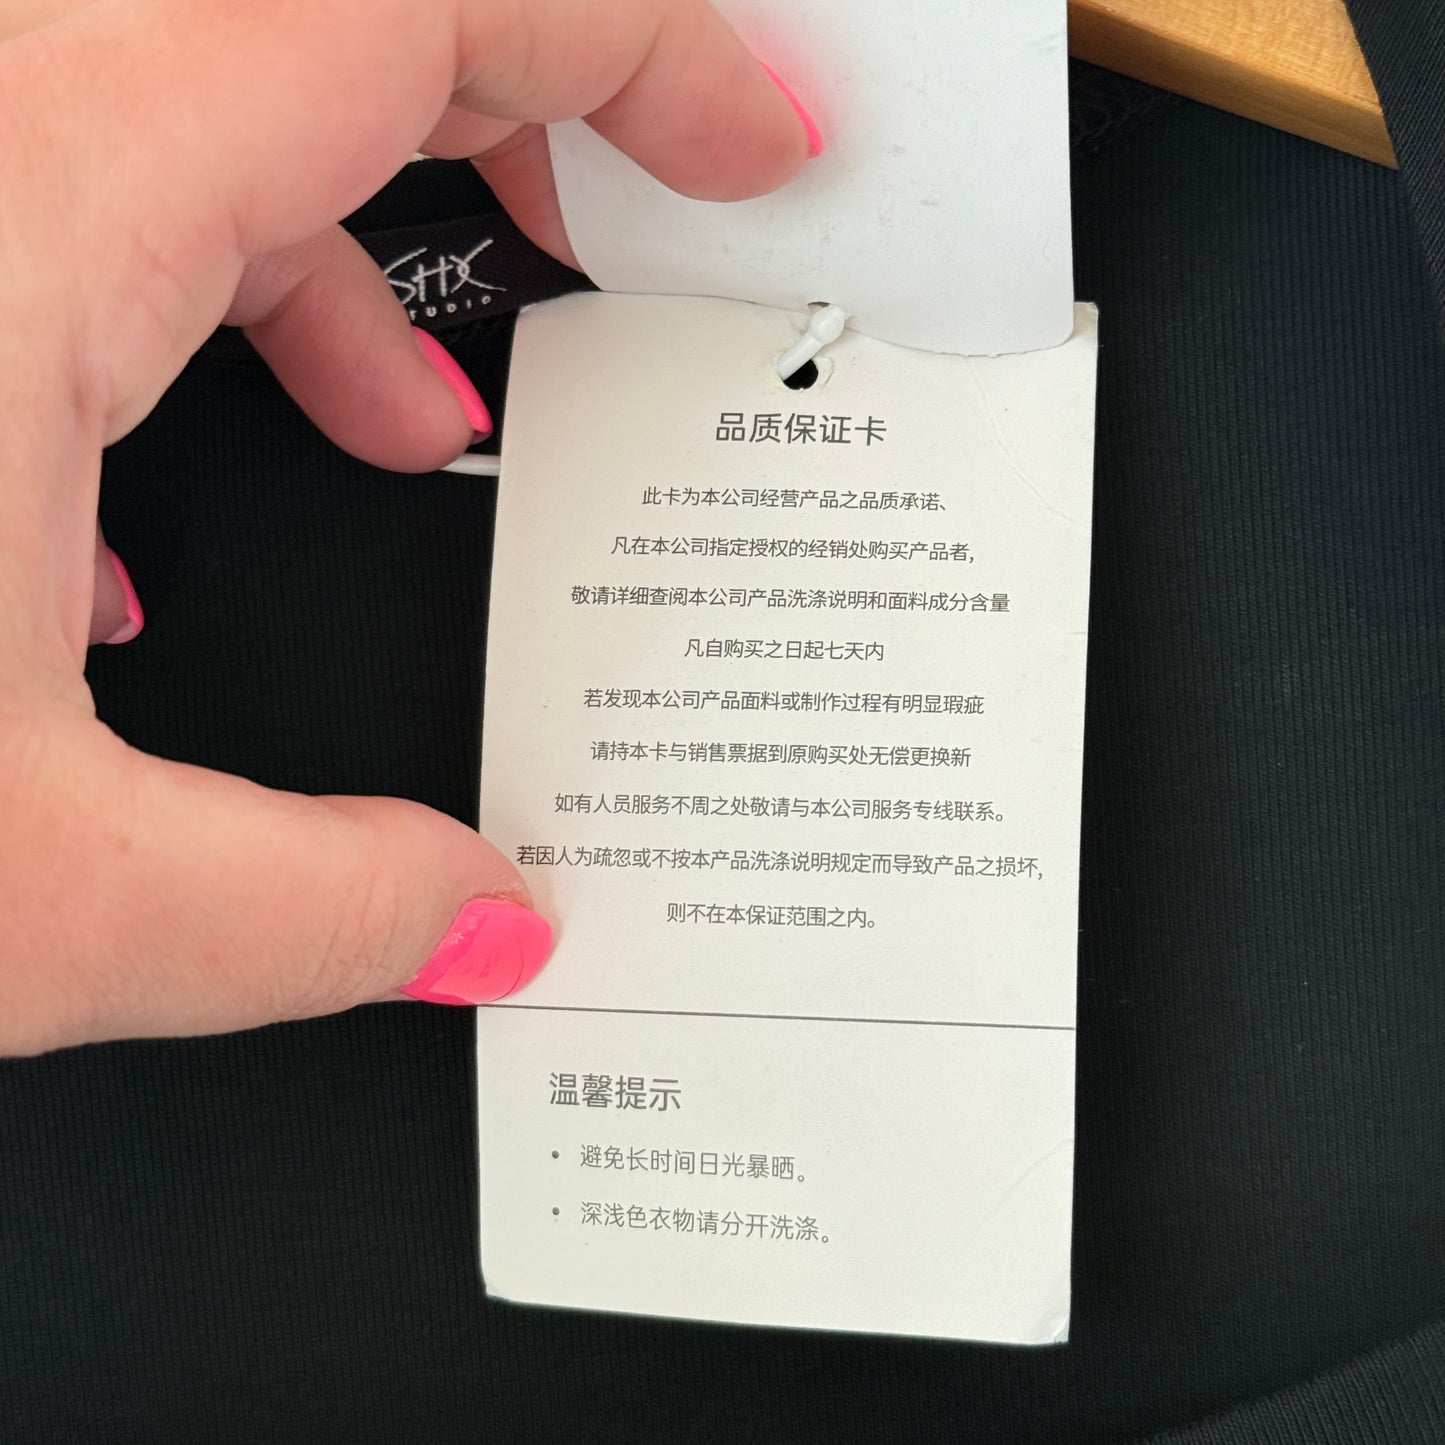 SHX
STUDIO
品质保证卡
此卡为本公司经营产品之品质承诺、
凡在本公司指定授权的经销处购买产品者,
敬请详细查阅本公司产品洗涤说明和面料成分含量
凡自购买之日起七天内
若发现本公司产品面料或制作过程有明显瑕疵
请持本卡与销售票据到原购买处无偿更换新
如有人员服务不周之处敬请与本公司服务专线联系。
若因人为疏忽或不按本产品洗涤说明规定而导致产品之损坏,
则不在本保证范围之内。
温馨提示
• 避免长时间日光暴晒。
• 深浅色衣物请分开洗涤。